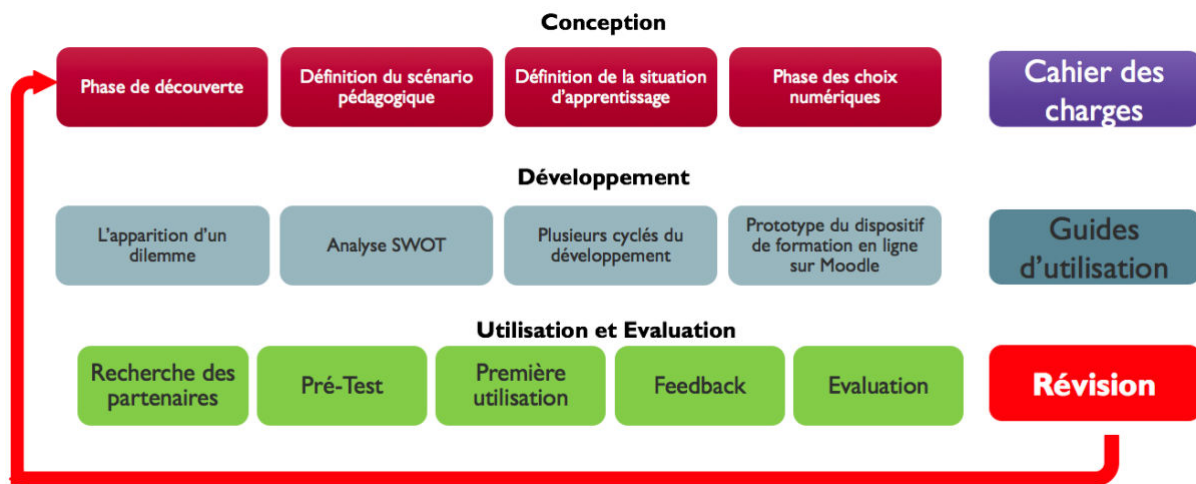 Conception
Phase de découverte
Définition du scénario
pédagogique
Définition de la situation
d'apprentissage
Phase des choix
numériques
Cahier des
charges
Développement
L'apparition d'un
dilemme
Analyse SWOT
Plusieurs cyclés du
développement
Prototype du dispositif
de formation en ligne
sur Moodle
Guides
d'utilisation
Utilisation et Evaluation
Recherche des
partenaires
Pré-Test
Première
utilisation
Feedback
Evaluation
Révision